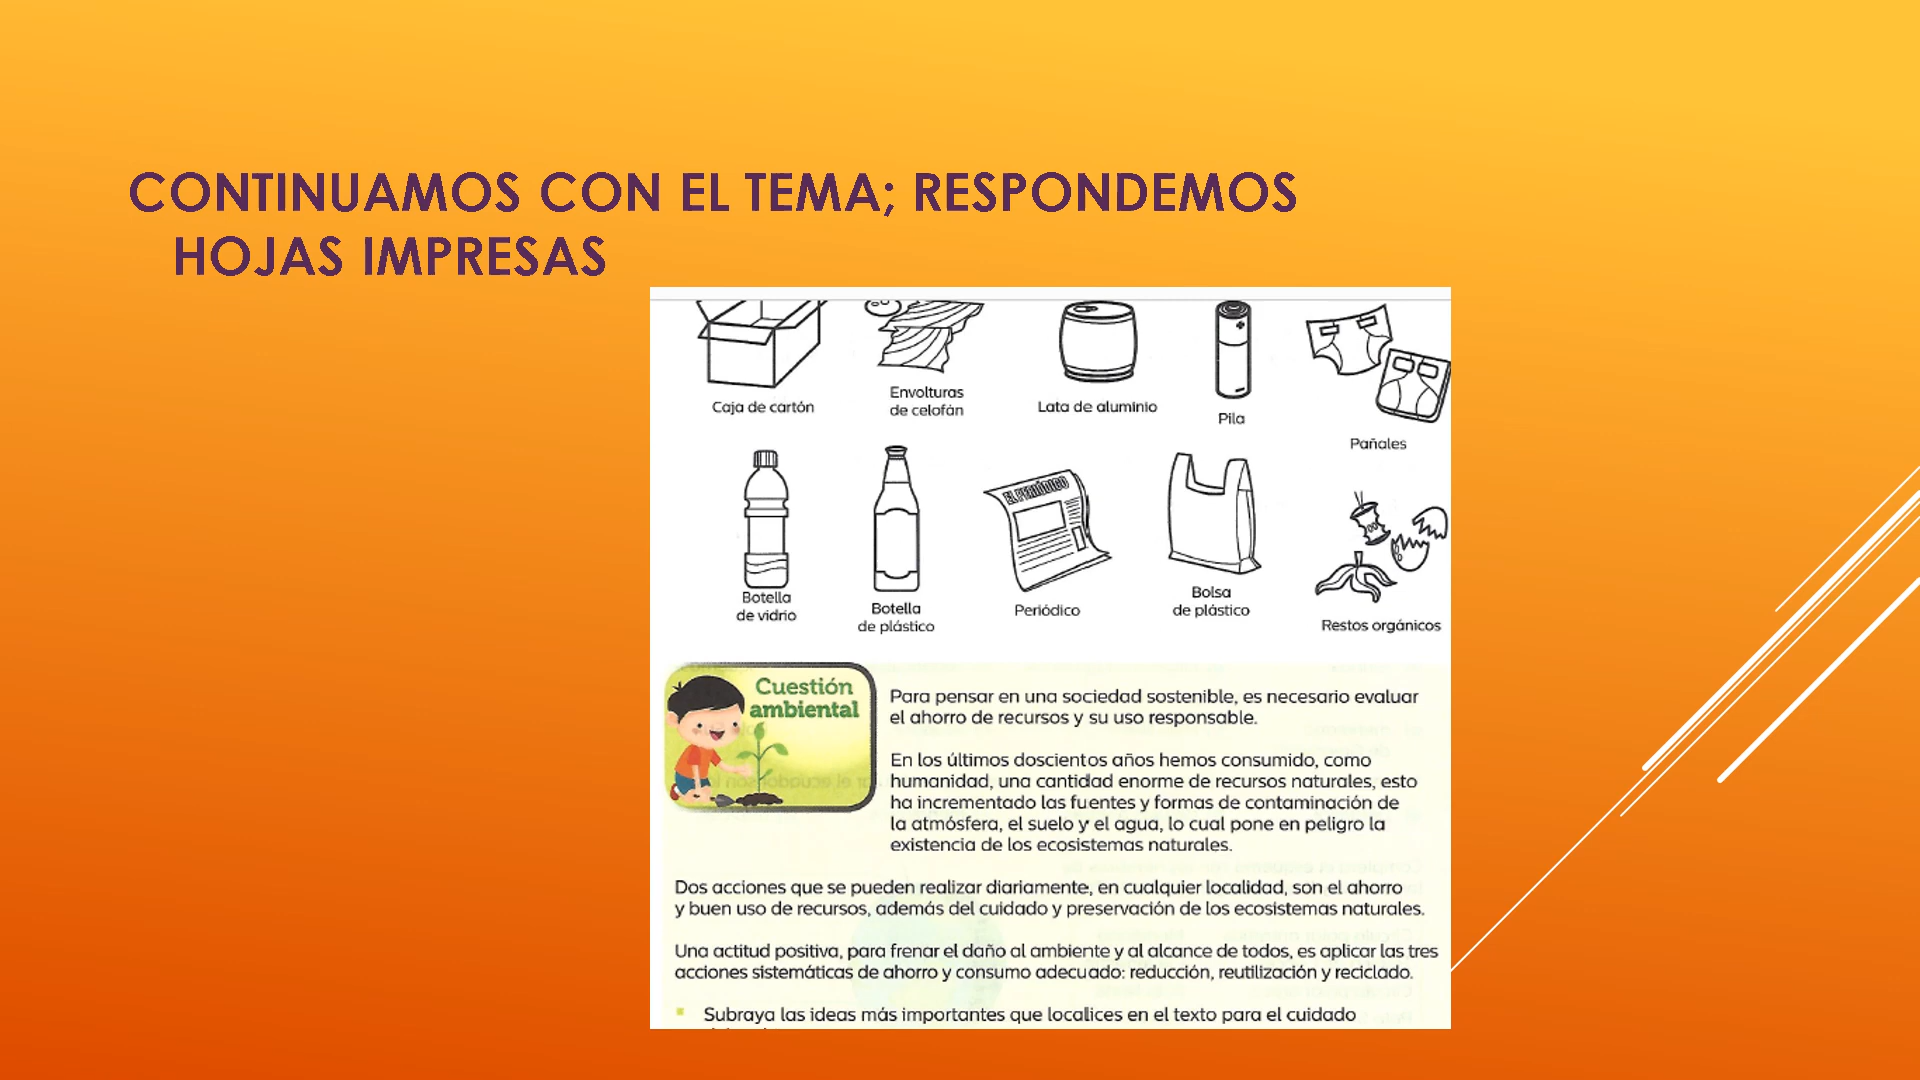 CONTINUAMOS CON EL TEMA; RESPONDEMOS
HOJAS IMPRESAS
Caja de cartón
Envolturas
de celofán
Lata de aluminio
Pila
Pañales
EL PERIÓDICO
Botella
de vidrio
Botella
de plástico
Periódico
Bolsa
de plástico
Restos orgánicos
Cuestión
ambiental
Para pensar en una sociedad sostenible, es necesario evaluar
el ahorro de recursos y su uso responsable.
En los últimos doscientos años hemos consumido, como
humanidad, una cantidad enorme de recursos naturales, esto
ha incrementado las fuentes y formas de contaminación de
la atmósfera, el suelo y el agua, lo cual pone en peligro la
existencia de los ecosistemas naturales.
Dos acciones que se pueden realizar diariamente, en cualquier localidad, son el ahorro
y buen uso de recursos, además del cuidado y preservación de los ecosistemas naturales.
Una actitud positiva, para frenar el daño al ambiente y al alcance de todos, es aplicar las tres
acciones sistemáticas de ahorro y consumo adecuado: reducción, reutilización y reciclado.
Subraya las ideas más importantes que localices en el texto para el cuidado